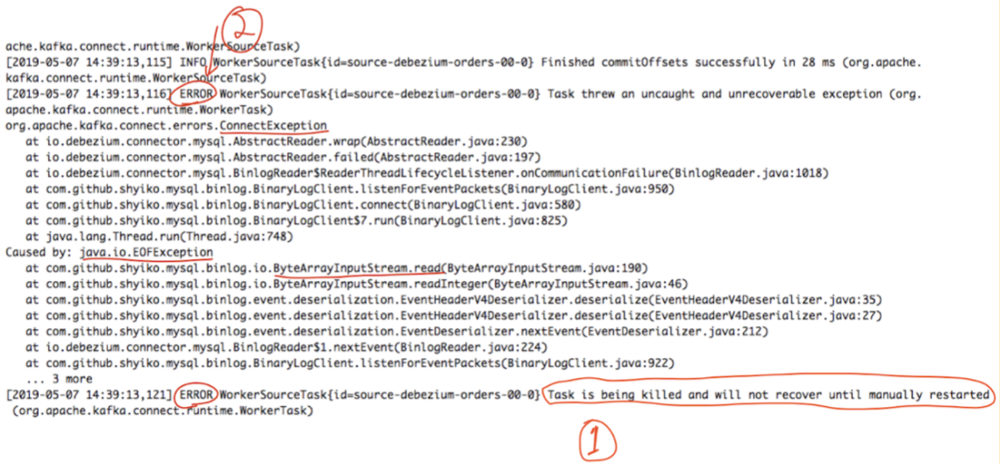 2
ache.kafka.connect.runtime.WorkerSourceTask)
[2019-05-07 14:39:13,115] INFO WorkerSourceTask{id=source-debezium-orders-00-0} Finished commitOffsets successfully in 28 ms (org.apache.
kafka.connect.runtime.WorkerSourceTask)
[2019-05-07 14:39:13,116] ERROR WorkerSourceTask{id=source-debezium-orders-00-0} Task threw an uncaught and unrecoverable exception (org.
apache.kafka.connect.runtime.WorkerTask)
org.apache.kafka.connect.errors.ConnectException
at io.debezium.connector.mysql.AbstractReader.wrap(AbstractReader.java:230)
at io.debezium.connector.mysql.AbstractReader.failed(AbstractReader.java:197)
at io.debezium.connector.mysql.BinlogReader$ReaderThreadLifecycleListener.onCommunicationFailure(BinlogReader.java:1018)
at com.github.shyiko.mysql.binlog.BinaryLogClient.listenForEventPackets(BinaryLogClient.java:950)
at com.github.shyiko.mysql.binlog.BinaryLogClient.connect(BinaryLogClient.java:580)
at com.github.shyiko.mysql.binlog.BinaryLogClient$7.run(BinaryLogClient.java:825)
at java.lang.Thread.run(Thread.java:748)
Caused by: java.io.EOFException
at com.github.shyiko.mysql.binlog.io.ByteArrayInputStream.read(ByteArrayInputStream.java:190)
at com.github.shyiko.mysql.binlog.io.ByteArrayInputStream.readInteger(ByteArrayInputStream.java:46)
at com.github.shyiko.mysql.binlog.event.deserialization.EventHeaderV4Deserializer.deserialize(EventHeaderV4Deserializer.java:35)
at com.github.shyiko.mysql.binlog.event.deserialization.EventHeaderV4Deserializer.deserialize(EventHeaderV4Deserializer.java:27)
at com.github.shyiko.mysql.binlog.event.deserialization.EventDeserializer.nextEvent(EventDeserializer.java:212)
at io.debezium.connector.mysql.BinlogReader$1.nextEvent(BinlogReader.java:224)
at com.github.shyiko.mysql.binlog.BinaryLogClient.listenForEventPackets(BinaryLogClient.java:922)
... 3 more
[2019-05-07 14:39:13,121] ERROR WorkerSourceTask{id=source-debezium-orders-00-0} Task is being killed and will not recover until manually restarted
(org.apache.kafka.connect.runtime.WorkerTask)
1